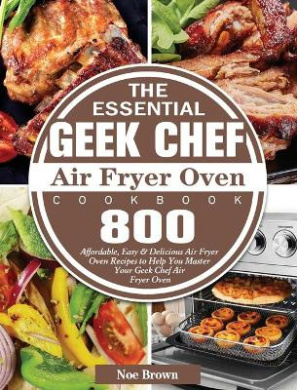 THE
ESSENTIAL
GEEK CHEF
Air Fryer Oven
COOKBOOK
800
Affordable, Easy & Delicious Air Fryer
Oven Recipes to Help You Master
Your Geek Chef Air
Fryer Oven
Noe Brown